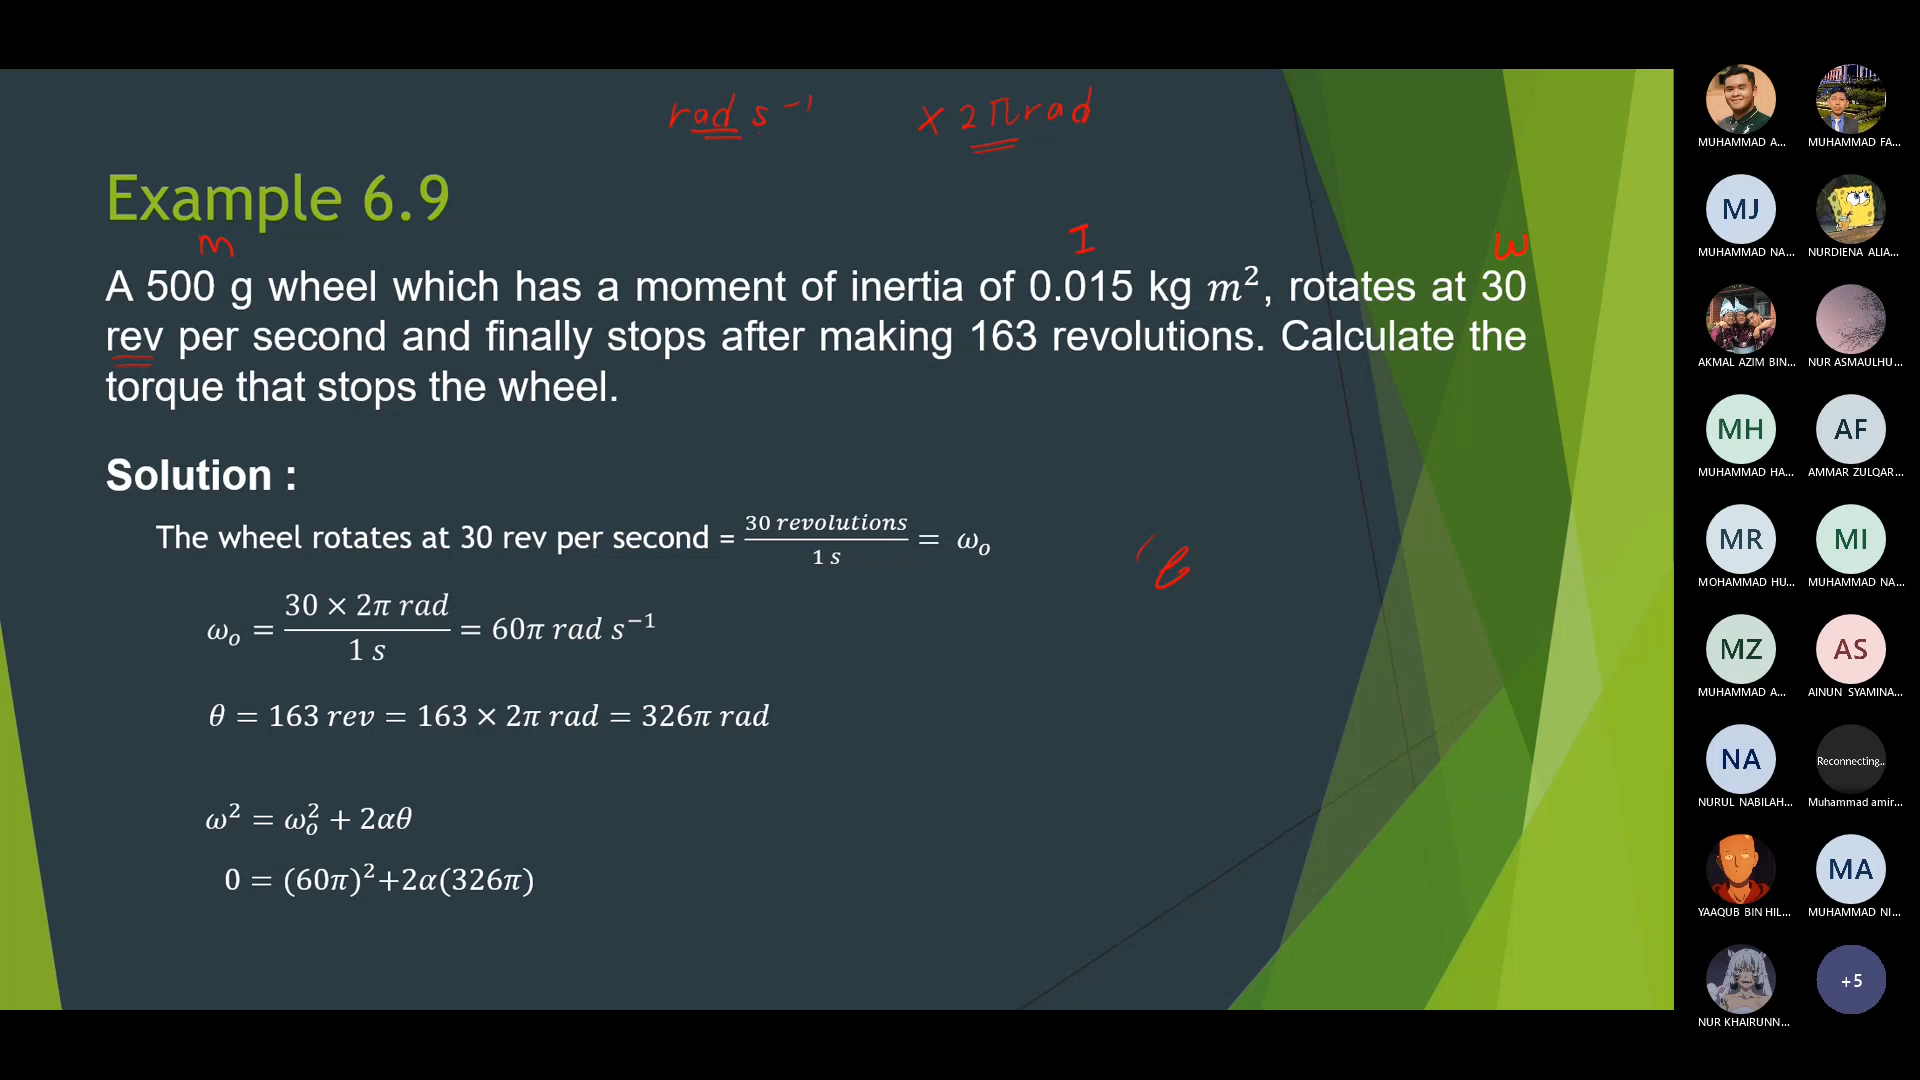 rad s⁻¹ × 2π rad
Example 6.9
m I ω
A 500 g wheel which has a moment of inertia of 0.015 kg m², rotates at 30
rev per second and finally stops after making 163 revolutions. Calculate the
torque that stops the wheel.
Solution :
The wheel rotates at 30 rev per second = 30 revolutions / 1 s = ωₒ
ωₒ = 30 × 2π rad / 1 s = 60π rad s⁻¹
θ = 163 rev = 163 × 2π rad = 326π rad
ω² = ωₒ² + 2αθ
0 = (60π)²+2α(326π)
MUHAMMAD A...
MUHAMMAD FA...
MJ
MUHAMMAD NA...
NURDIENA ALIA...
AKMAL AZIM BIN...
NUR ASMAULHU...
MH
MUHAMMAD HA...
AF
AMMAR ZULQAR...
MR
MOHAMMAD HU...
MI
MUHAMMAD NA...
MZ
MUHAMMAD A...
AS
AINUN SYAMINA...
NA
NURUL NABILAH...
Reconnecting...
Muhammad amir...
YAAQUB BIN HIL...
MA
MUHAMMAD NI...
NUR KHAIRUNN...
+5